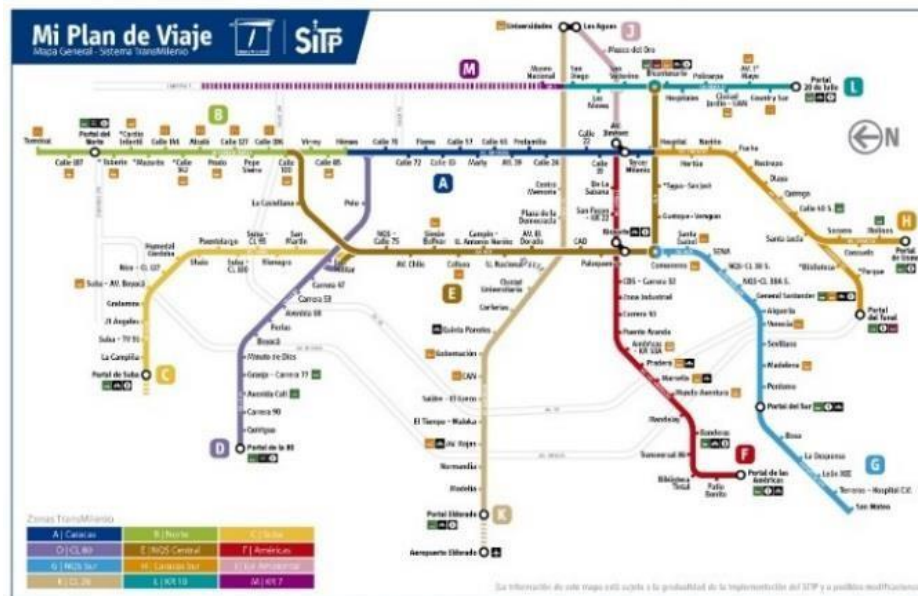 Mi Plan de Viaje
Mapa General - Sistema TransMilenio
SiTP
Universidades
Las Aguas
J
Museo del Oro
M
Museo Nacional
San Diego
San Victorino
Bicentenario
Policarpa
AV. 1° Mayo
Portal 20 de Julio
L
Las Nieves
Hospitales
Ciudad Jardín - UAN
Country Sur
N
B
Terminal
Portal del Norte
*Cardio Infantil
Calle 146
Alcalá
Calle 127
Calle 106
Virrey
Héroes
Calle 76
Flores
Calle 57
Calle 45
Profamilia
Calle 22
AV. Jiménez
Hospital
Nariño
Calle 187
*Toberín
*Mazurén
*Calle 142
Prado
Pepe Sierra
Calle 100
Calle 85
Calle 72
Calle 63
Marly
AV. 39
Calle 26
Calle 19
Tercer Milenio
Hortúa
Fucha
Restrepo
Olaya
Quiroga
Calle 40 S.
Santa Lucía
Socorro
Molinos
H
Consuelo
Portal de Usme
*Biblioteca
*Parque
Portal del Tunal
A
La Castellana
Polo
Centro Memoria
Plaza de la Democracia
De La Sabana
San Façon - KR 22
Ricaurte
Guatoque - Veraguas
Humedal Córdoba
Puentelargo
Suba - CL 95
San Martín
NQS - Calle 75
Simón Bolívar
Campín - U. Antonio Nariño
AV. El Dorado
CAD
Santa Isabel
SENA
Niza - CL 127
Shaio
Suba - CL 100
Rionegro
AV. Chile
Coliseo
U. Nacional
Paloquemao
Comuneros
NQS-CL 30 S.
NQS-CL 38A S.
General Santander
Alquería
Venecia
Sevillana
Madelena
Perdomo
Portal del Sur
Bosa
La Despensa
León XIII
Terreros - Hospital C.V.
San Mateo
G
Suba - AV. Boyacá
Gratamira
21 Ángeles
Suba - TV 91
La Campiña
Portal de Suba
C
Carrera 47
Carrera 53
Avenida 68
Ferias
Boyacá
Minuto de Dios
Granja - Carrera 77
Avenida Cali
Carrera 90
Quirigua
Portal de la 80
D
E
Ciudad Universitaria
Corferias
Quinta Paredes
Gobernación
CAN
Salitre - El Greco
El Tiempo - Maloka
AV. Rojas
Normandía
Modelia
Portal Eldorado
K
Aeropuerto Eldorado
CDS - Carrera 32
Zona Industrial
Carrera 43
Puente Aranda
Américas - KR 53A
Pradera
Marsella
Mundo Aventura
Mandalay
Banderas
Transversal 86
Biblioteca Tintal
Patio Bonito
Portal de las Américas
F
Zonas TransMilenio
A | Caracas
B | Norte
C | Suba
D | CL 80
E | NQS Central
F | Américas
G | NQS Sur
H | Caracas Sur
J | Eje Ambiental
K | CL 26
L | KR 10
M | KR 7
(La información de este mapa está sujeta a la gradualidad de la implementación del SITP y a posibles modificaciones